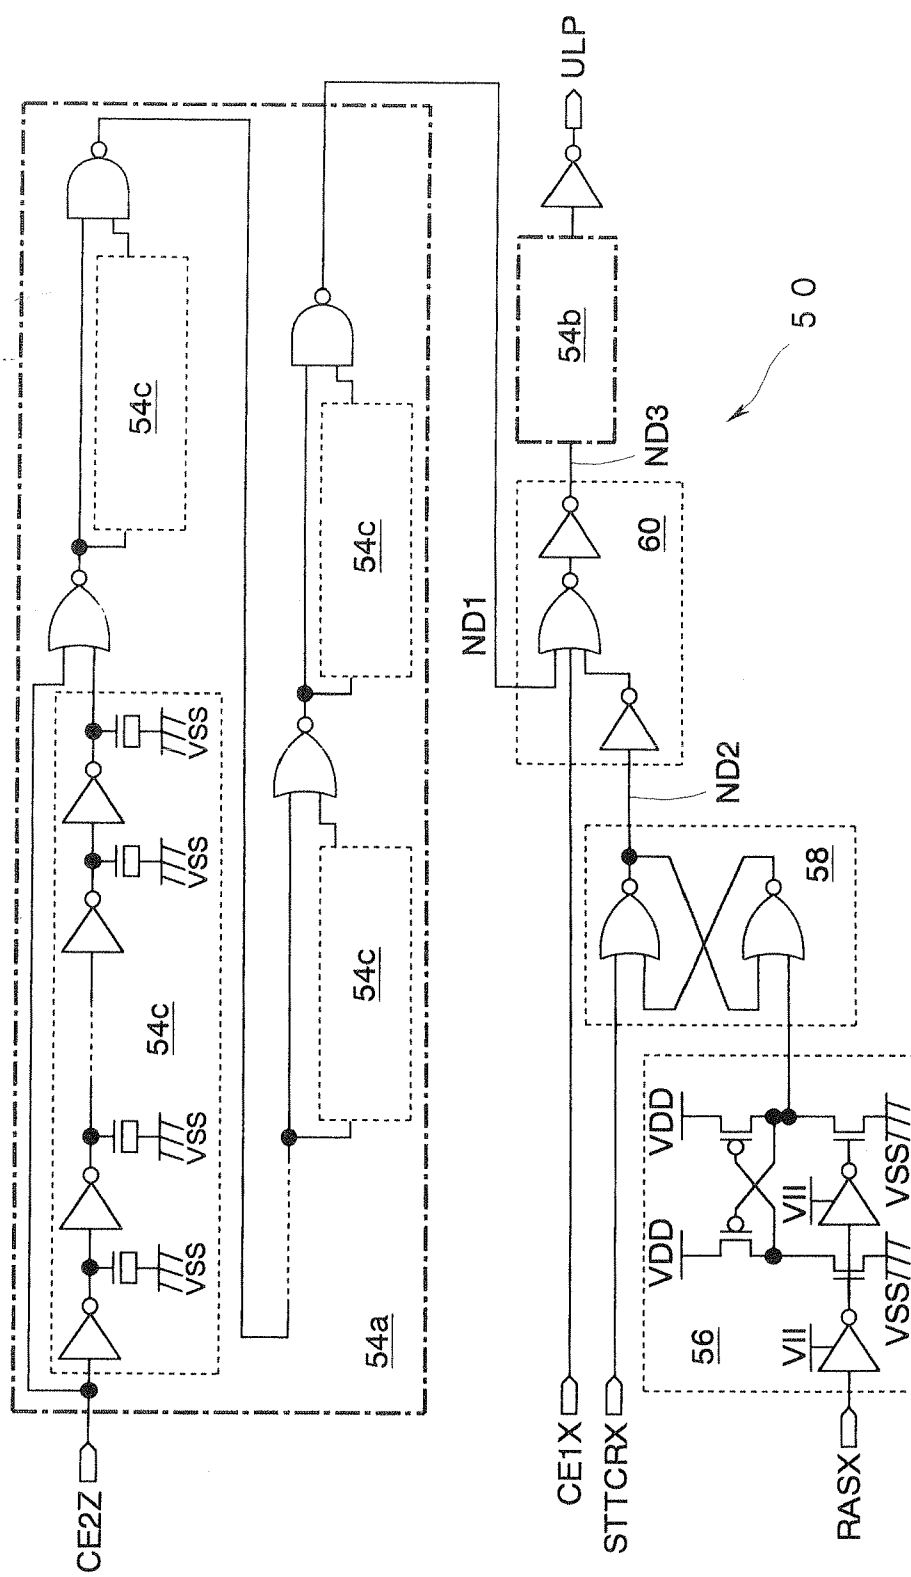 CE2Z
54c
VSS
VSS
VSS
VSS
54c
54a
54c
54c
ND1
CE1X
STTCRX
RASX
56
VDD
VDD
VII
VII
VSS
VSS
58
ND2
60
ND3
54b
ULP
50